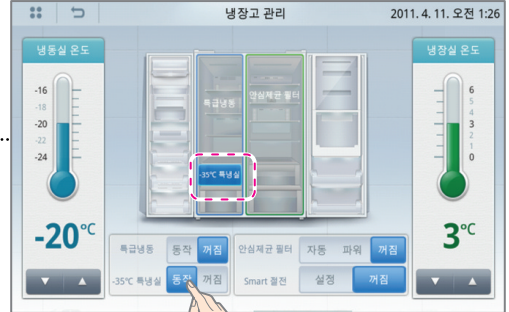 냉장고 관리
2011. 4. 11. 오전 1:26
냉동실 온도
-16
-18
-20
-22
-24
-20℃
특급냉동
안심제균 필터
-35℃ 특냉실
냉장실 온도
6
5
4
3
2
1
0
3℃
특급냉동 동작 꺼짐
안심제균 필터 자동 파워 꺼짐
-35℃ 특냉실 동작 꺼짐
Smart 절전 설정 꺼짐
...